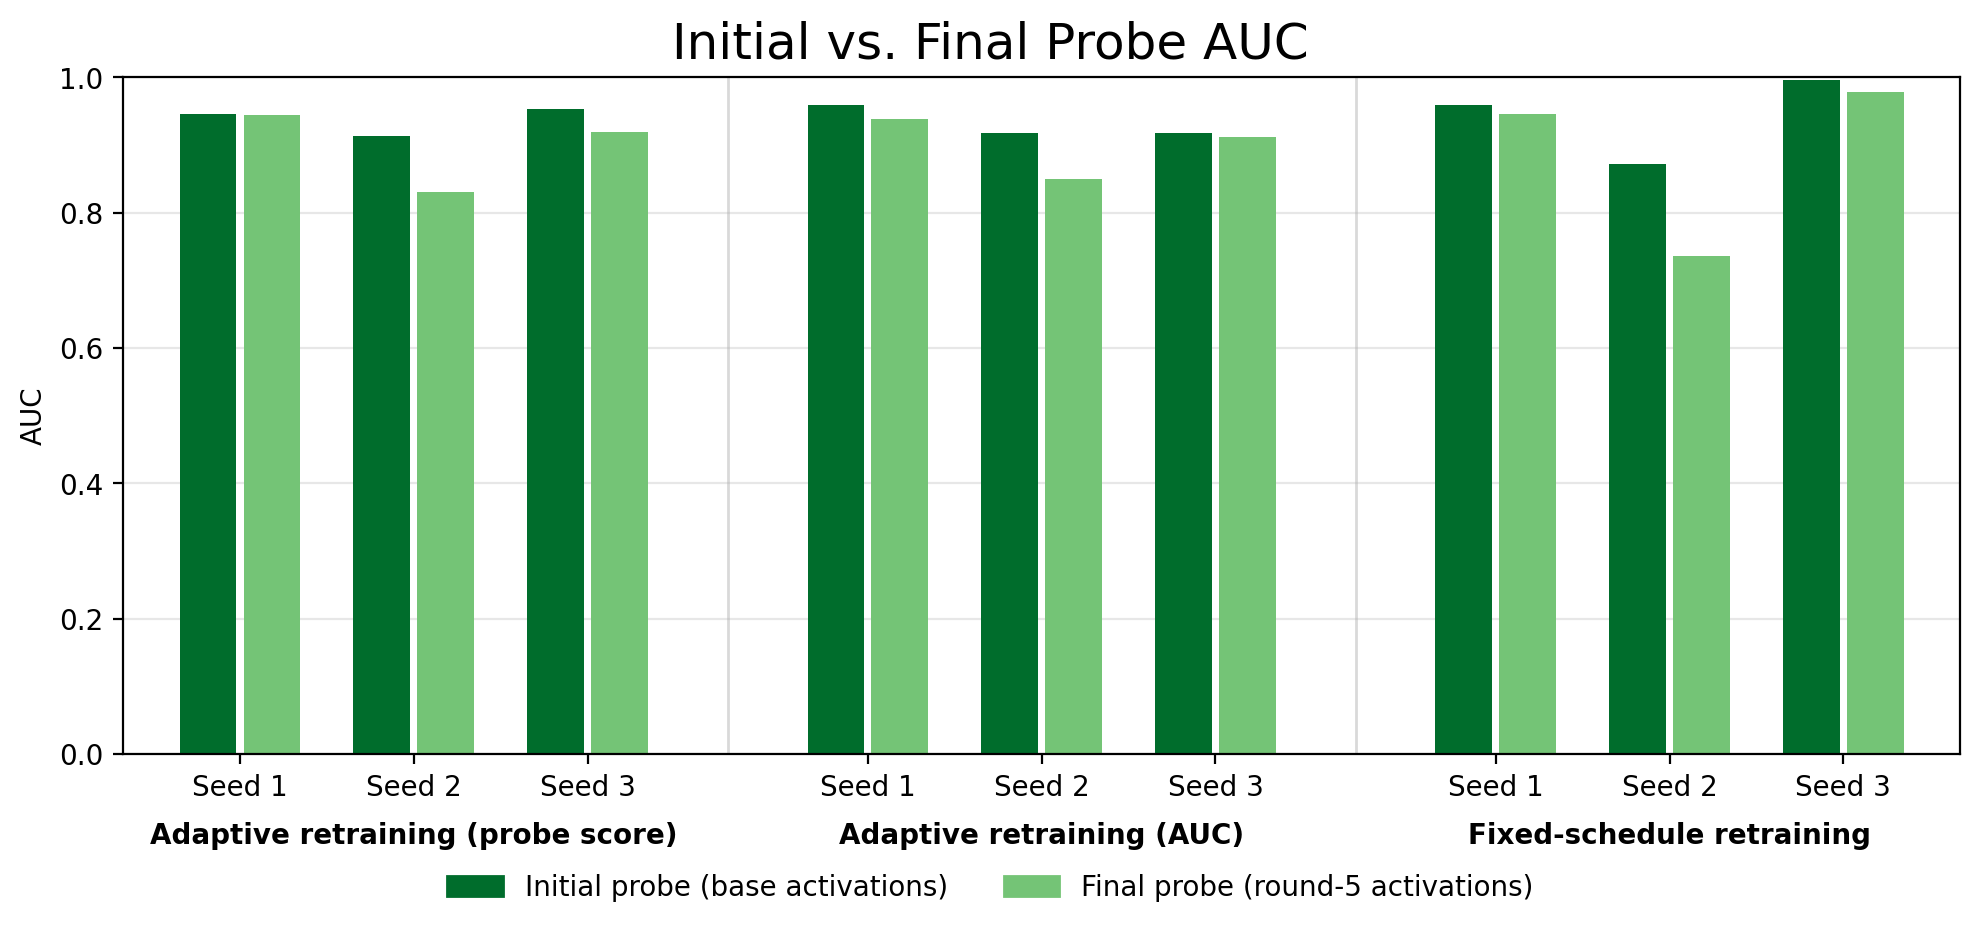 Initial vs. Final Probe AUC
1.0
0.8
0.6
0.4
0.2
0.0
AUC
Seed 1 Seed 2 Seed 3 Seed 1 Seed 2 Seed 3 Seed 1 Seed 2 Seed 3
Adaptive retraining (probe score) Adaptive retraining (AUC) Fixed-schedule retraining
Initial probe (base activations) Final probe (round-5 activations)